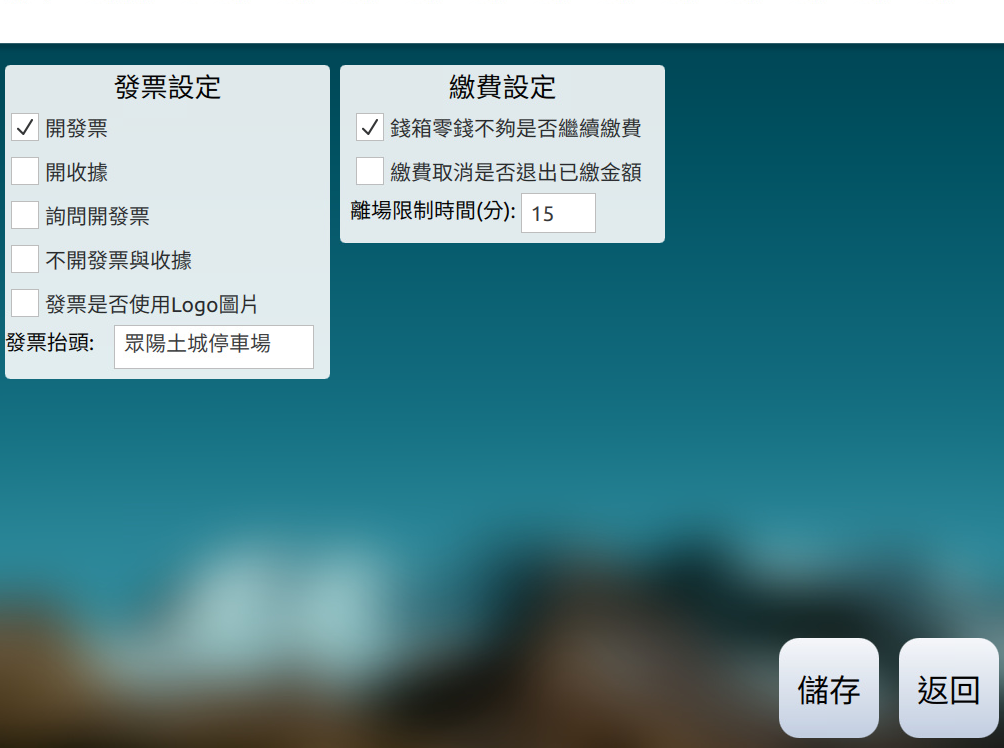 發票設定
開發票
開收據
詢問開發票
不開發票與收據
發票是否使用Logo圖片
發票抬頭: 眾陽土城停車場
繳費設定
錢箱零錢不夠是否繼續繳費
繳費取消是否退出已繳金額
離場限制時間(分): 15
儲存
返回